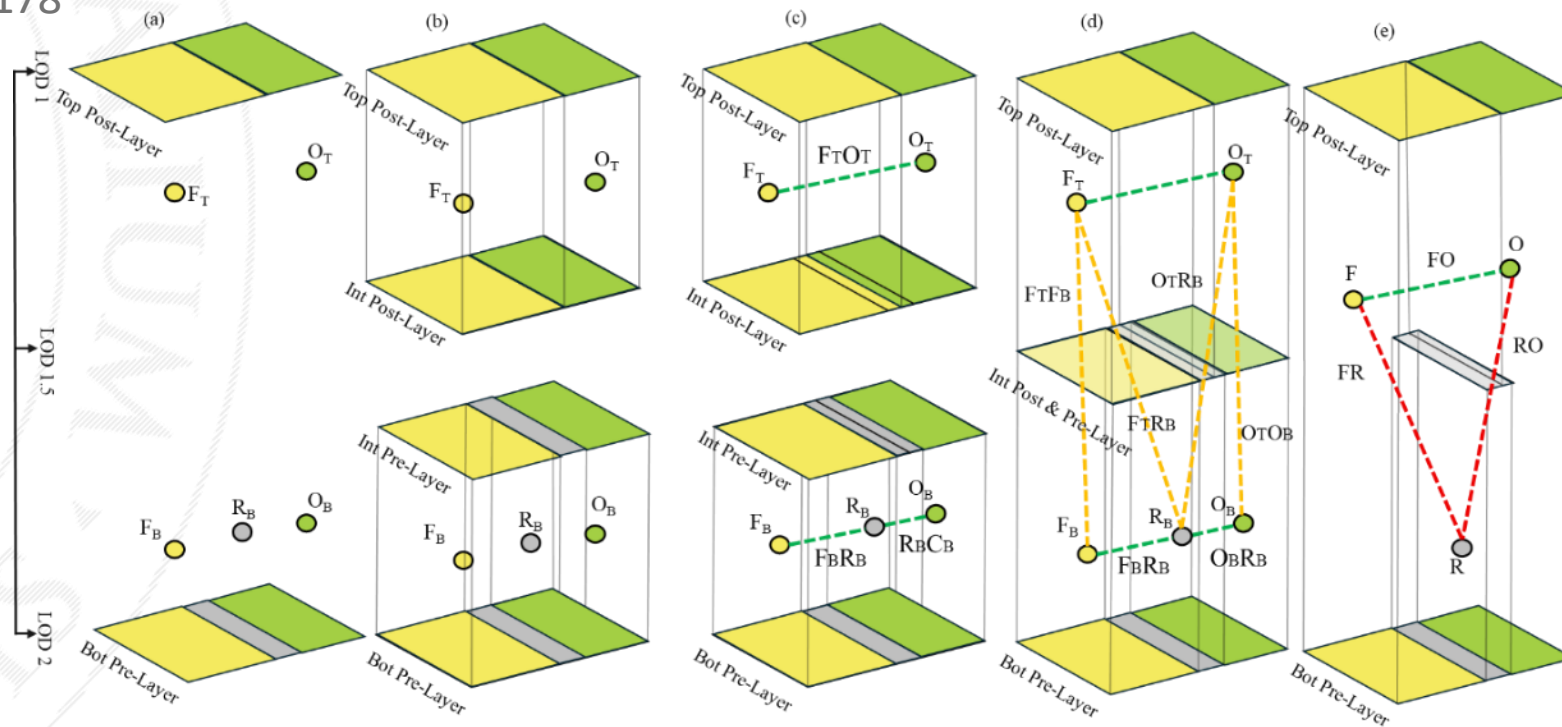 178
(a)
(b)
(c)
(d)
(e)
LOD 1
LOD 1.5
LOD 2
Top Post-Layer
O_T
F_T
F_B
R_B
O_B
Bot Pre-Layer
Top Post-Layer
F_T
O_T
Int Post-Layer
Int Pre-Layer
F_B
R_B
O_B
Bot Pre-Layer
Top Post-Layer
F_T
FTOT
O_T
Int Post-Layer
Int Pre-Layer
F_B
R_B
O_B
FBRB
RBCB
Bot Pre-Layer
Top Post-Layer
F_T
O_T
FTFB
OTRB
Int Post & Pre-Layer
FTRB
OTOB
F_B
R_B
O_B
FBRB
OBRB
Bot Pre-Layer
Top Post-Layer
F
FO
O
FR
RO
R
Bot Pre-Layer